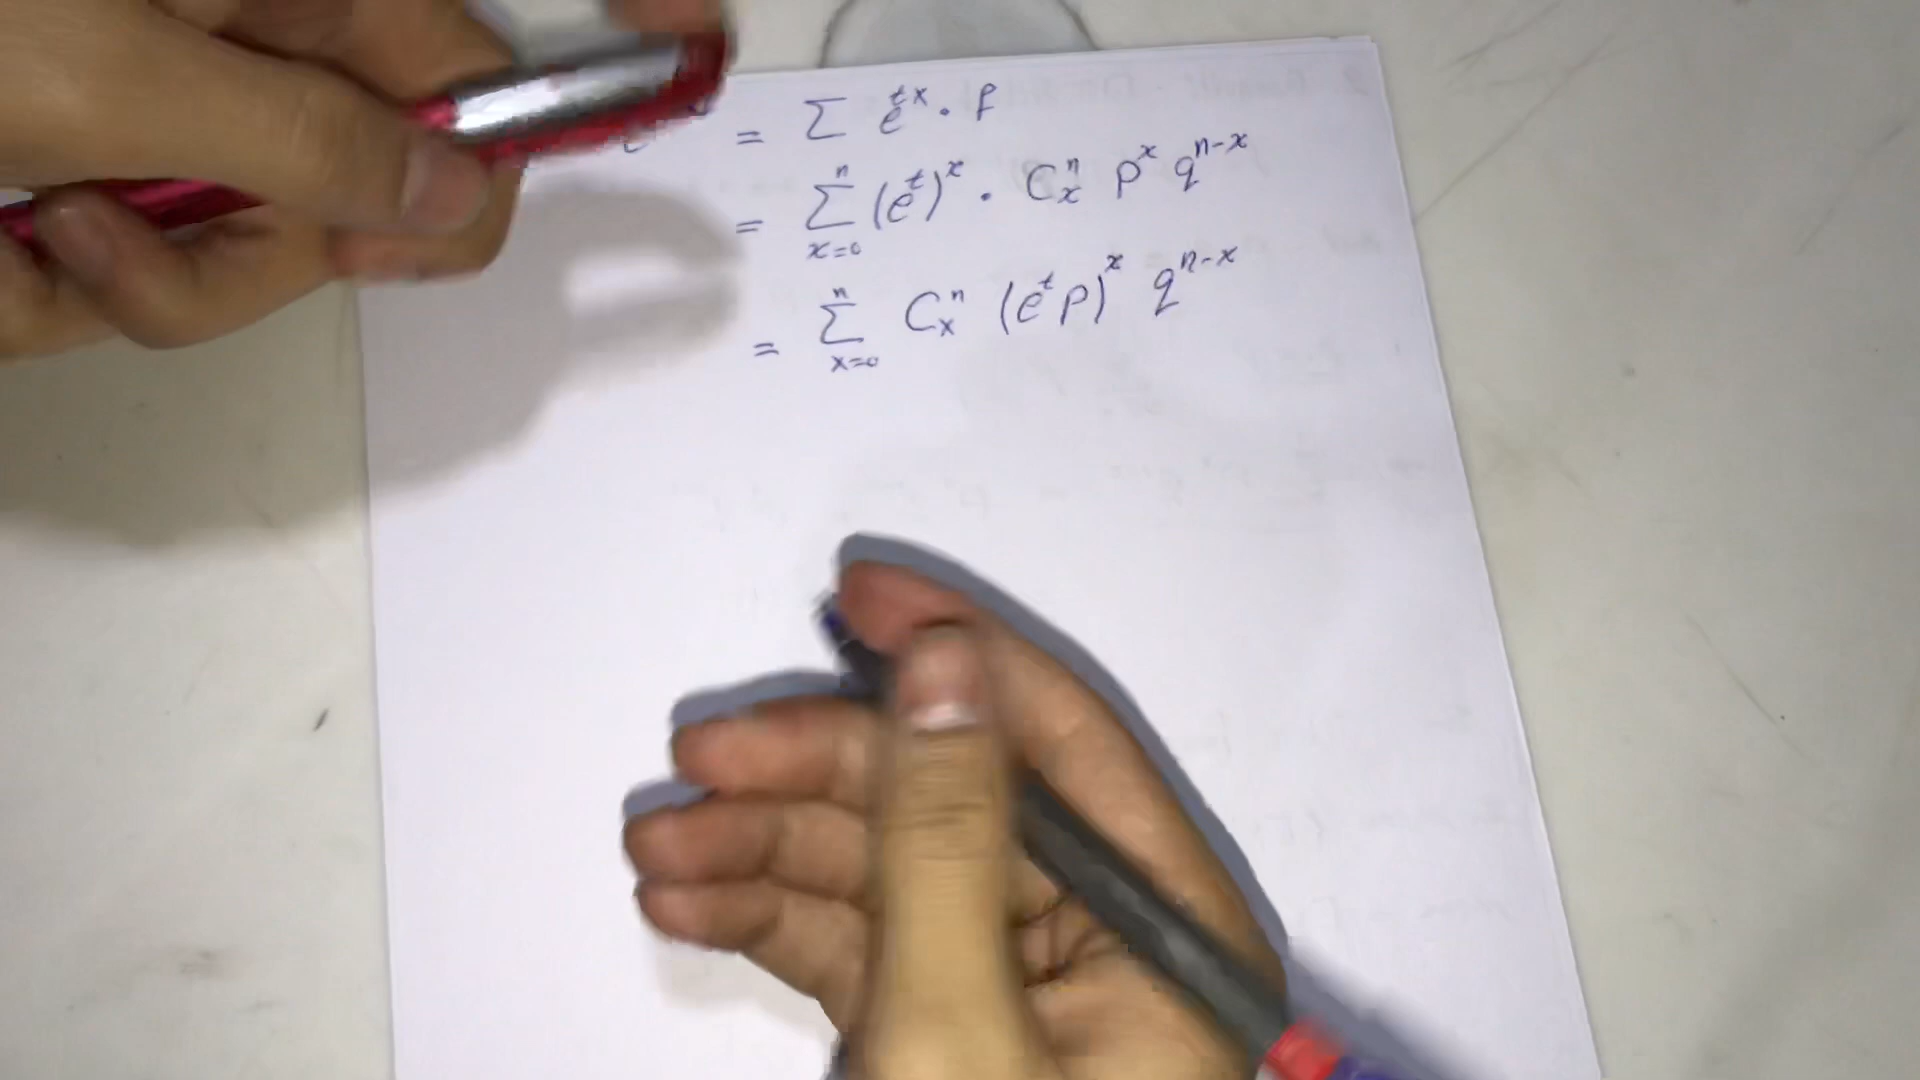 = Σ e^{tx} . f
= Σ_{x=0}^{n} (e^t)^x . C_x^n p^x q^{n-x}
= Σ_{x=0}^{n} C_x^n (e^t p)^x q^{n-x}